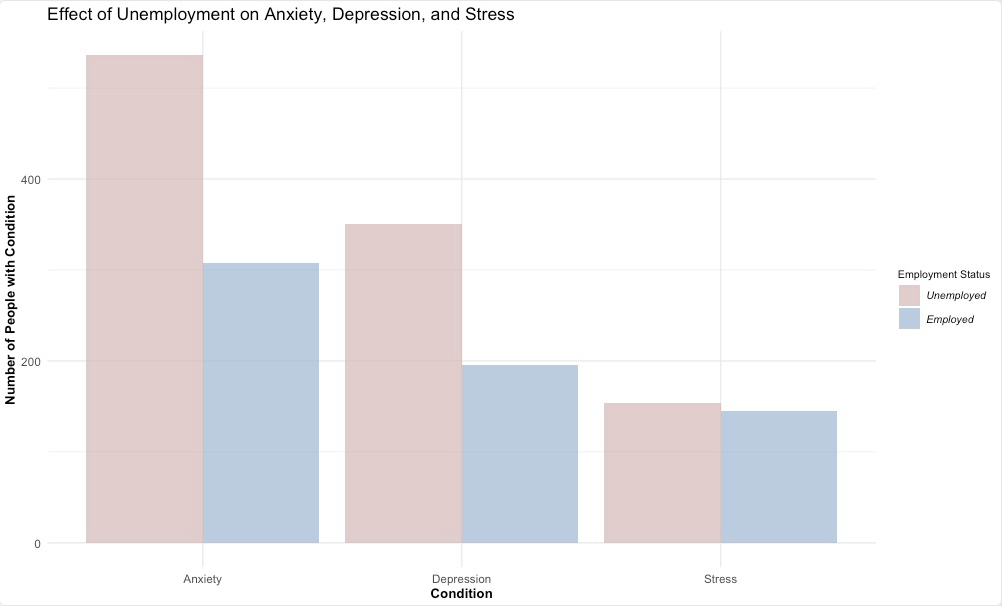 Effect of Unemployment on Anxiety, Depression, and Stress
Number of People with Condition
400
200
0
Anxiety
Depression
Stress
Condition
Employment Status
Unemployed
Employed